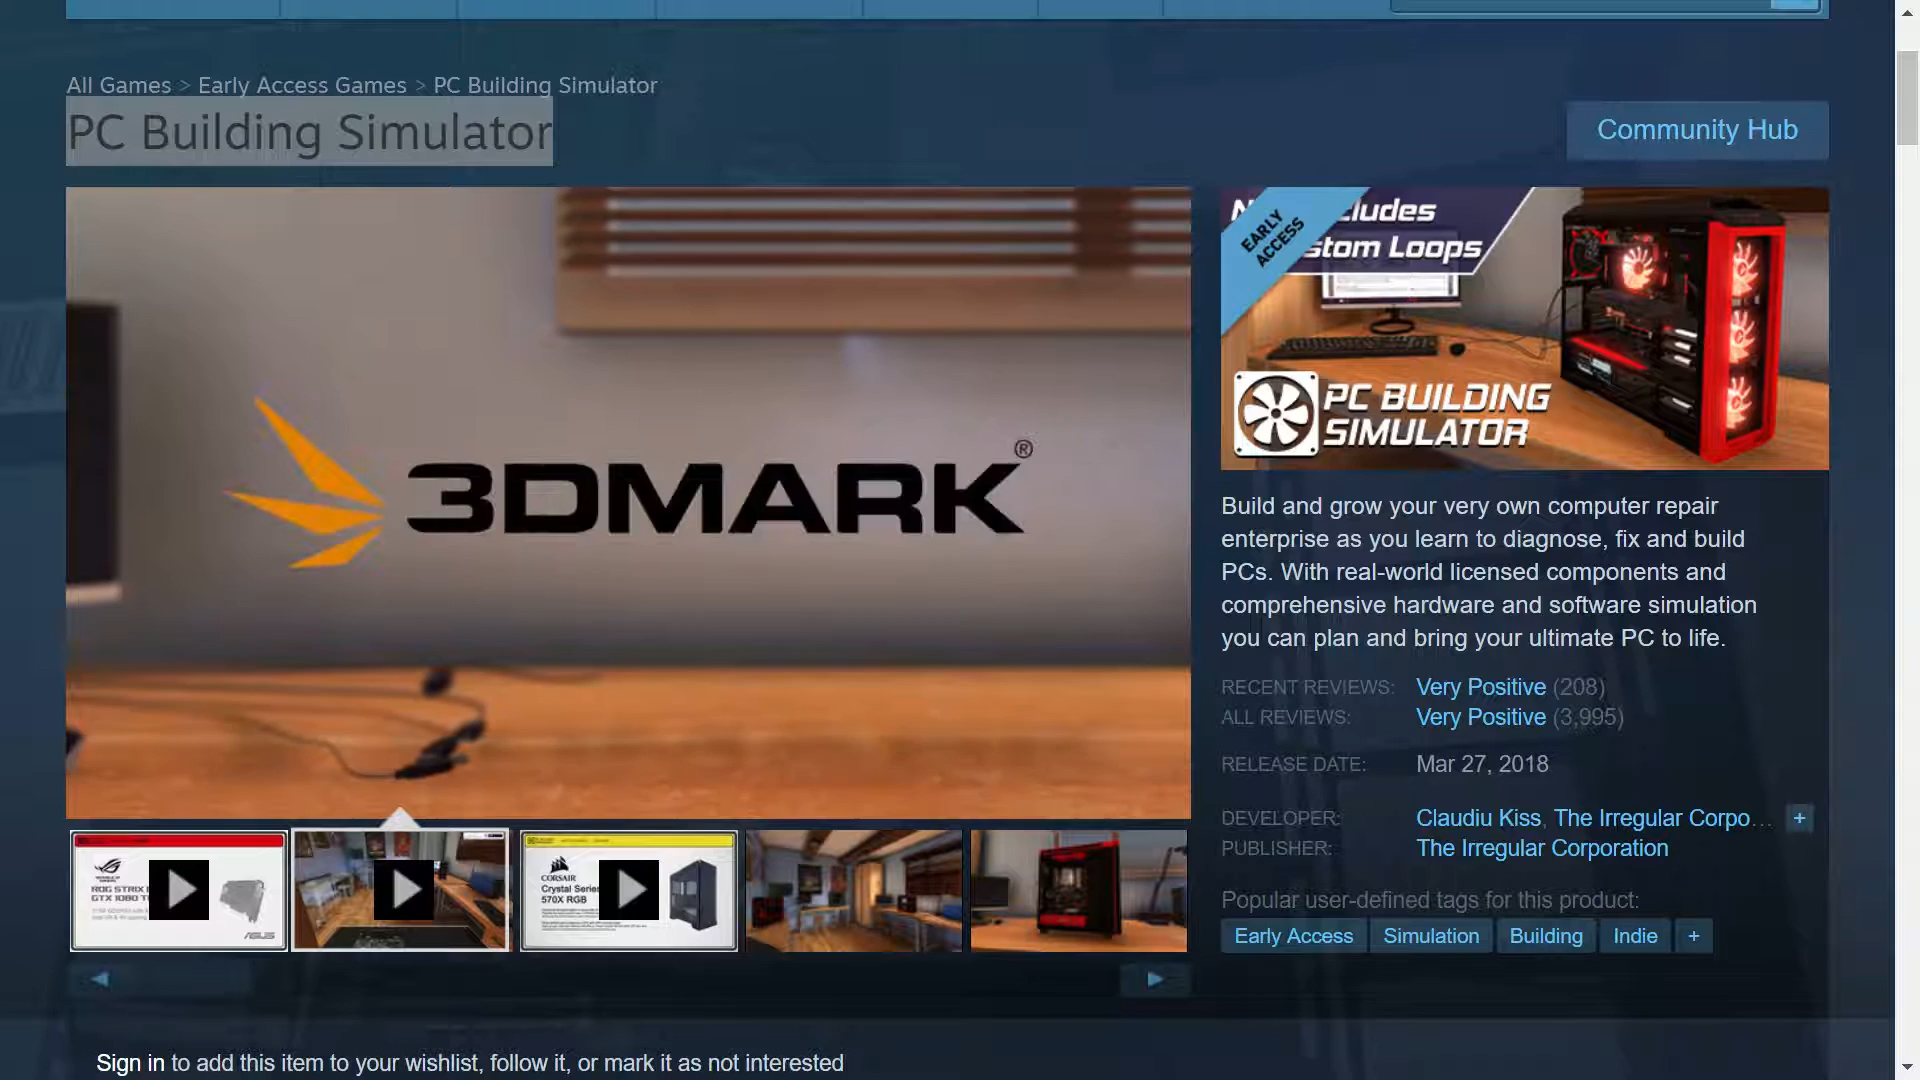 All Games > Early Access Games > PC Building Simulator
PC Building Simulator
Community Hub
3DMARK®
EARLY ACCESS
ludes
stom Loops
PC BUILDING
SIMULATOR
Build and grow your very own computer repair
enterprise as you learn to diagnose, fix and build
PCs. With real-world licensed components and
comprehensive hardware and software simulation
you can plan and bring your ultimate PC to life.
RECENT REVIEWS: Very Positive (208)
ALL REVIEWS: Very Positive (3,995)
RELEASE DATE: Mar 27, 2018
DEVELOPER: Claudiu Kiss, The Irregular Corpo... +
PUBLISHER: The Irregular Corporation
Popular user-defined tags for this product:
Early Access Simulation Building Indie +
ROG STRIX
GTX 1080
ASUS
CORSAIR
Crystal Series
570X RGB
Sign in to add this item to your wishlist, follow it, or mark it as not interested